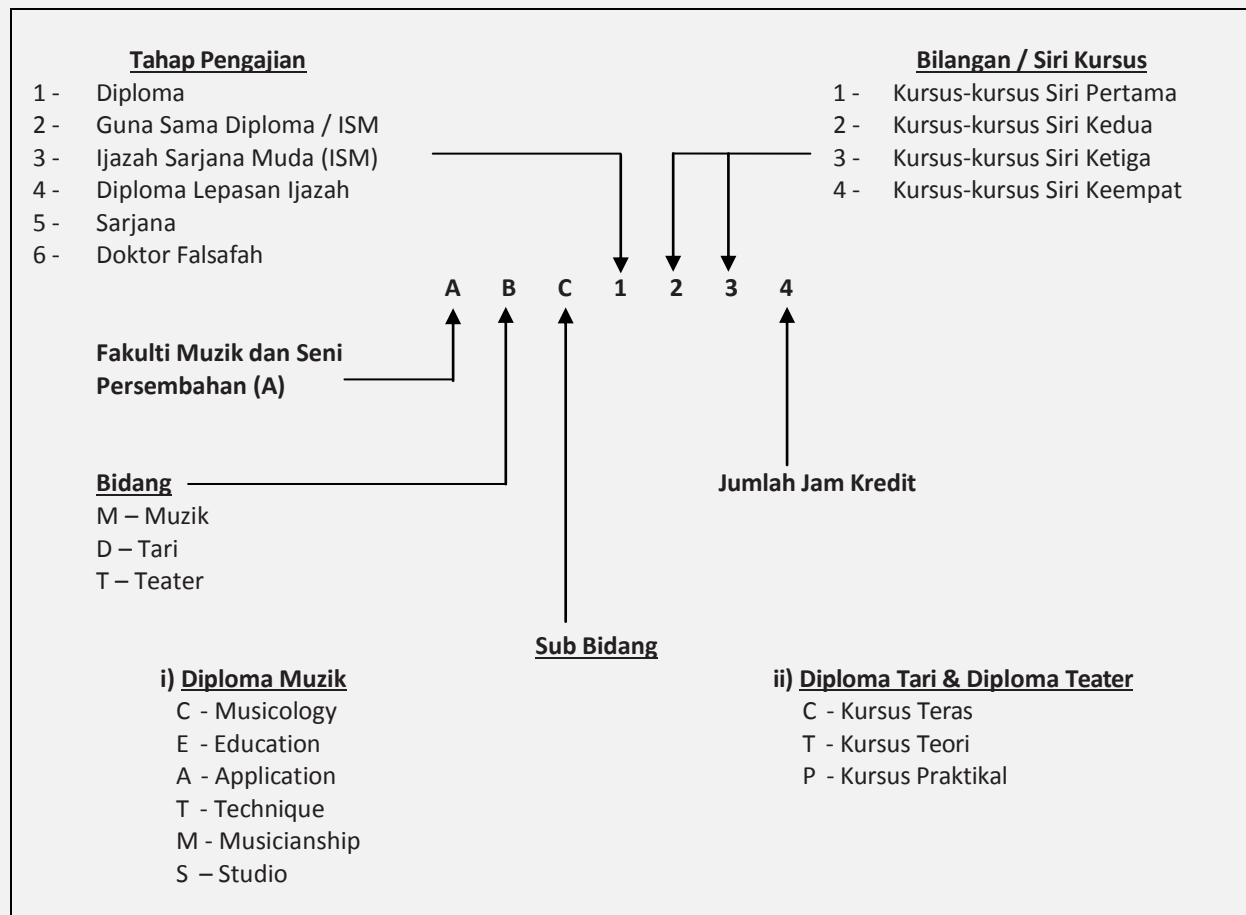 Tahap Pengajian
1 - Diploma
2 - Guna Sama Diploma / ISM
3 - Ijazah Sarjana Muda (ISM)
4 - Diploma Lepasan Ijazah
5 - Sarjana
6 - Doktor Falsafah
Bilangan / Siri Kursus
1 - Kursus-kursus Siri Pertama
2 - Kursus-kursus Siri Kedua
3 - Kursus-kursus Siri Ketiga
4 - Kursus-kursus Siri Keempat
A B C 1 2 3 4
Fakulti Muzik dan Seni
Persembahan (A)
Bidang
M – Muzik
D – Tari
T – Teater
Jumlah Jam Kredit
Sub Bidang
i) Diploma Muzik
C - Musicology
E - Education
A - Application
T - Technique
M - Musicianship
S – Studio
ii) Diploma Tari & Diploma Teater
C - Kursus Teras
T - Kursus Teori
P - Kursus Praktikal